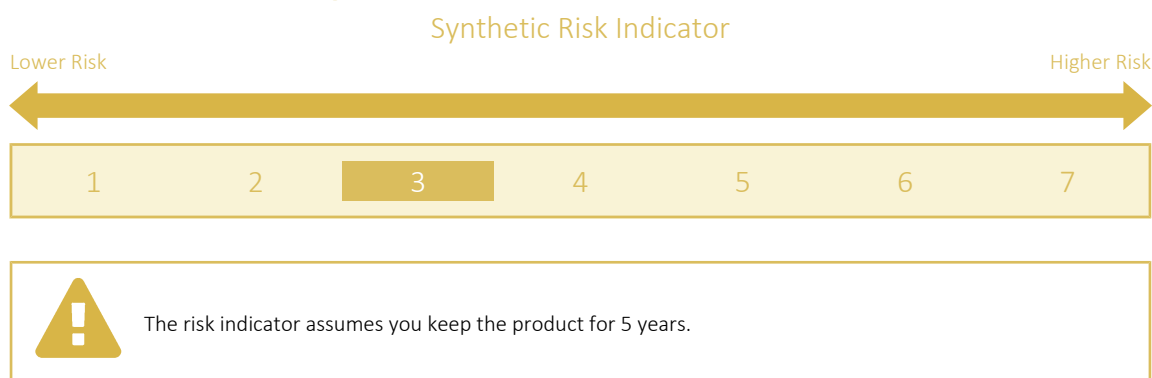 Synthetic Risk Indicator
Lower Risk Higher Risk
1 2 3 4 5 6 7
The risk indicator assumes you keep the product for 5 years.